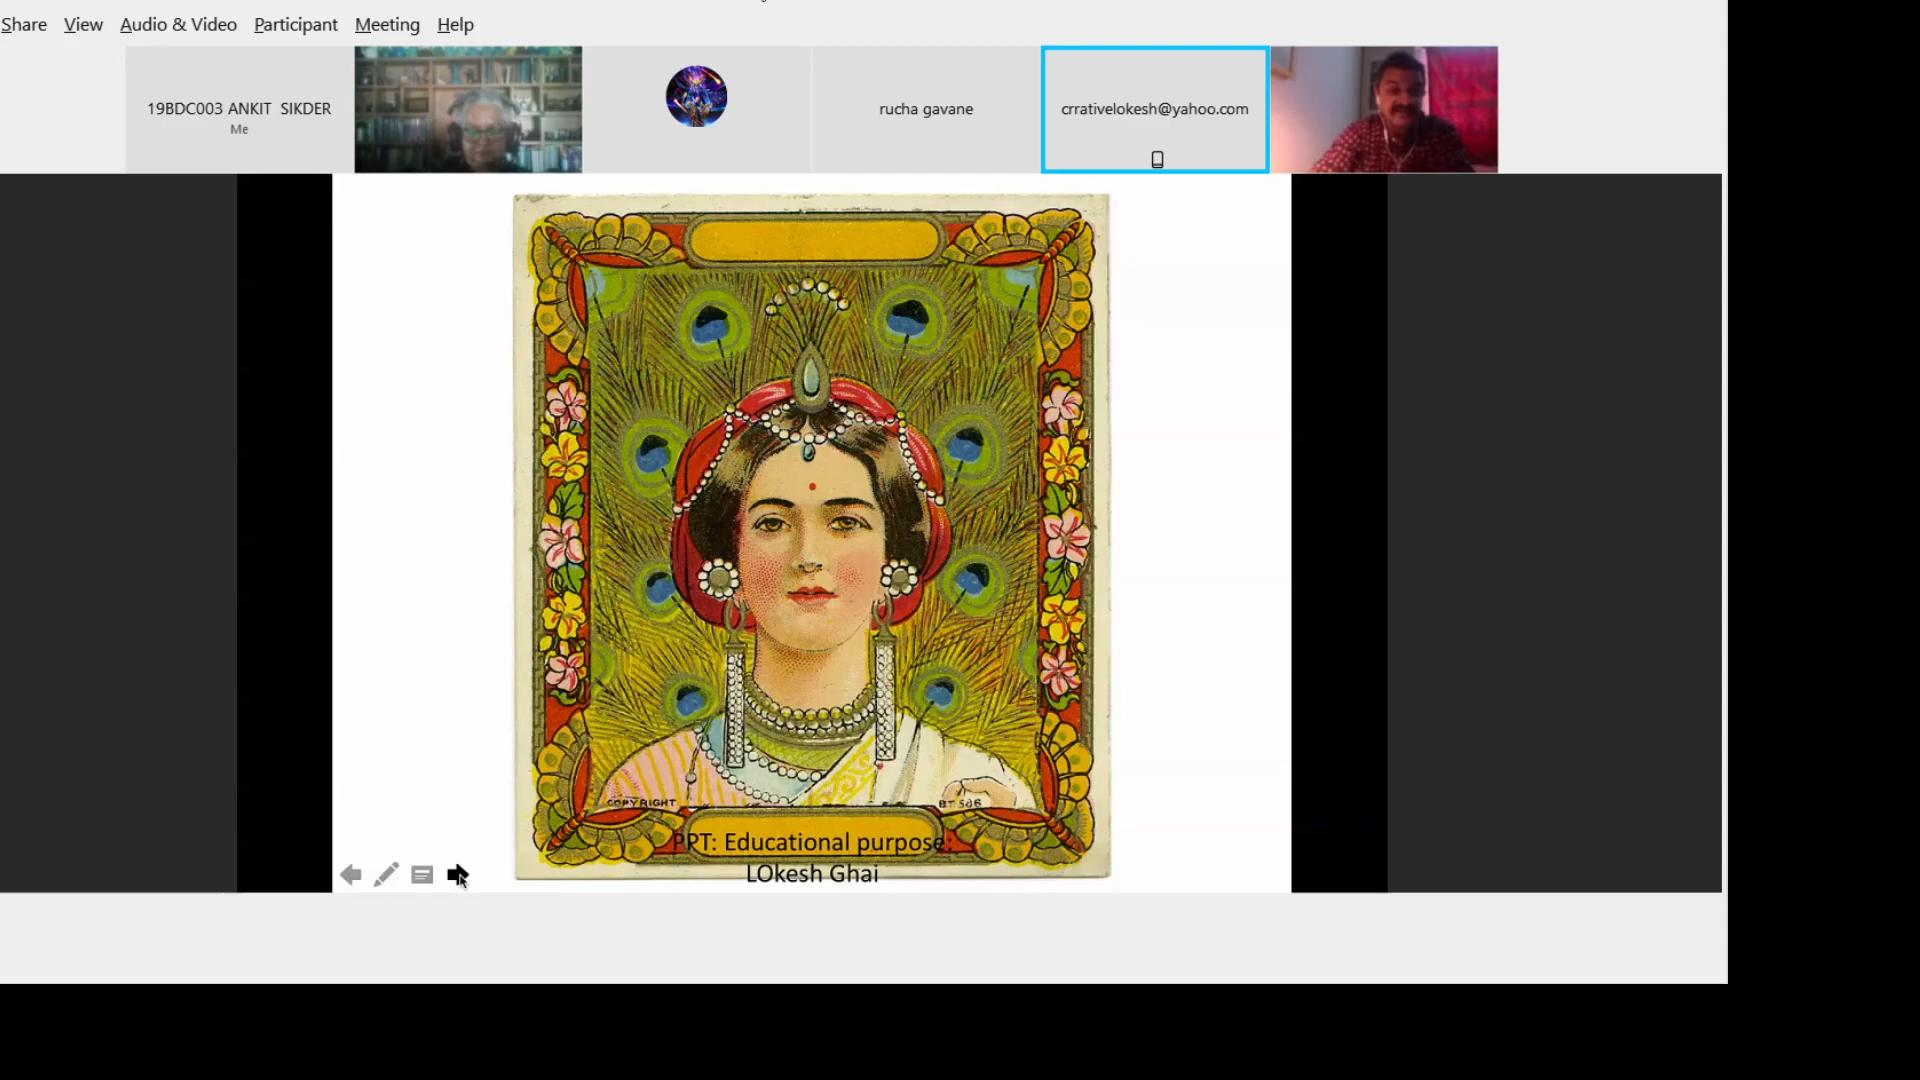 Share View Audio & Video Participant Meeting Help
19BDC003 ANKIT SIKDER
Me
rucha gavane
crrativelokesh@yahoo.com
COPYRIGHT
BT 506
PPT: Educational purpose:
LOkesh Ghai